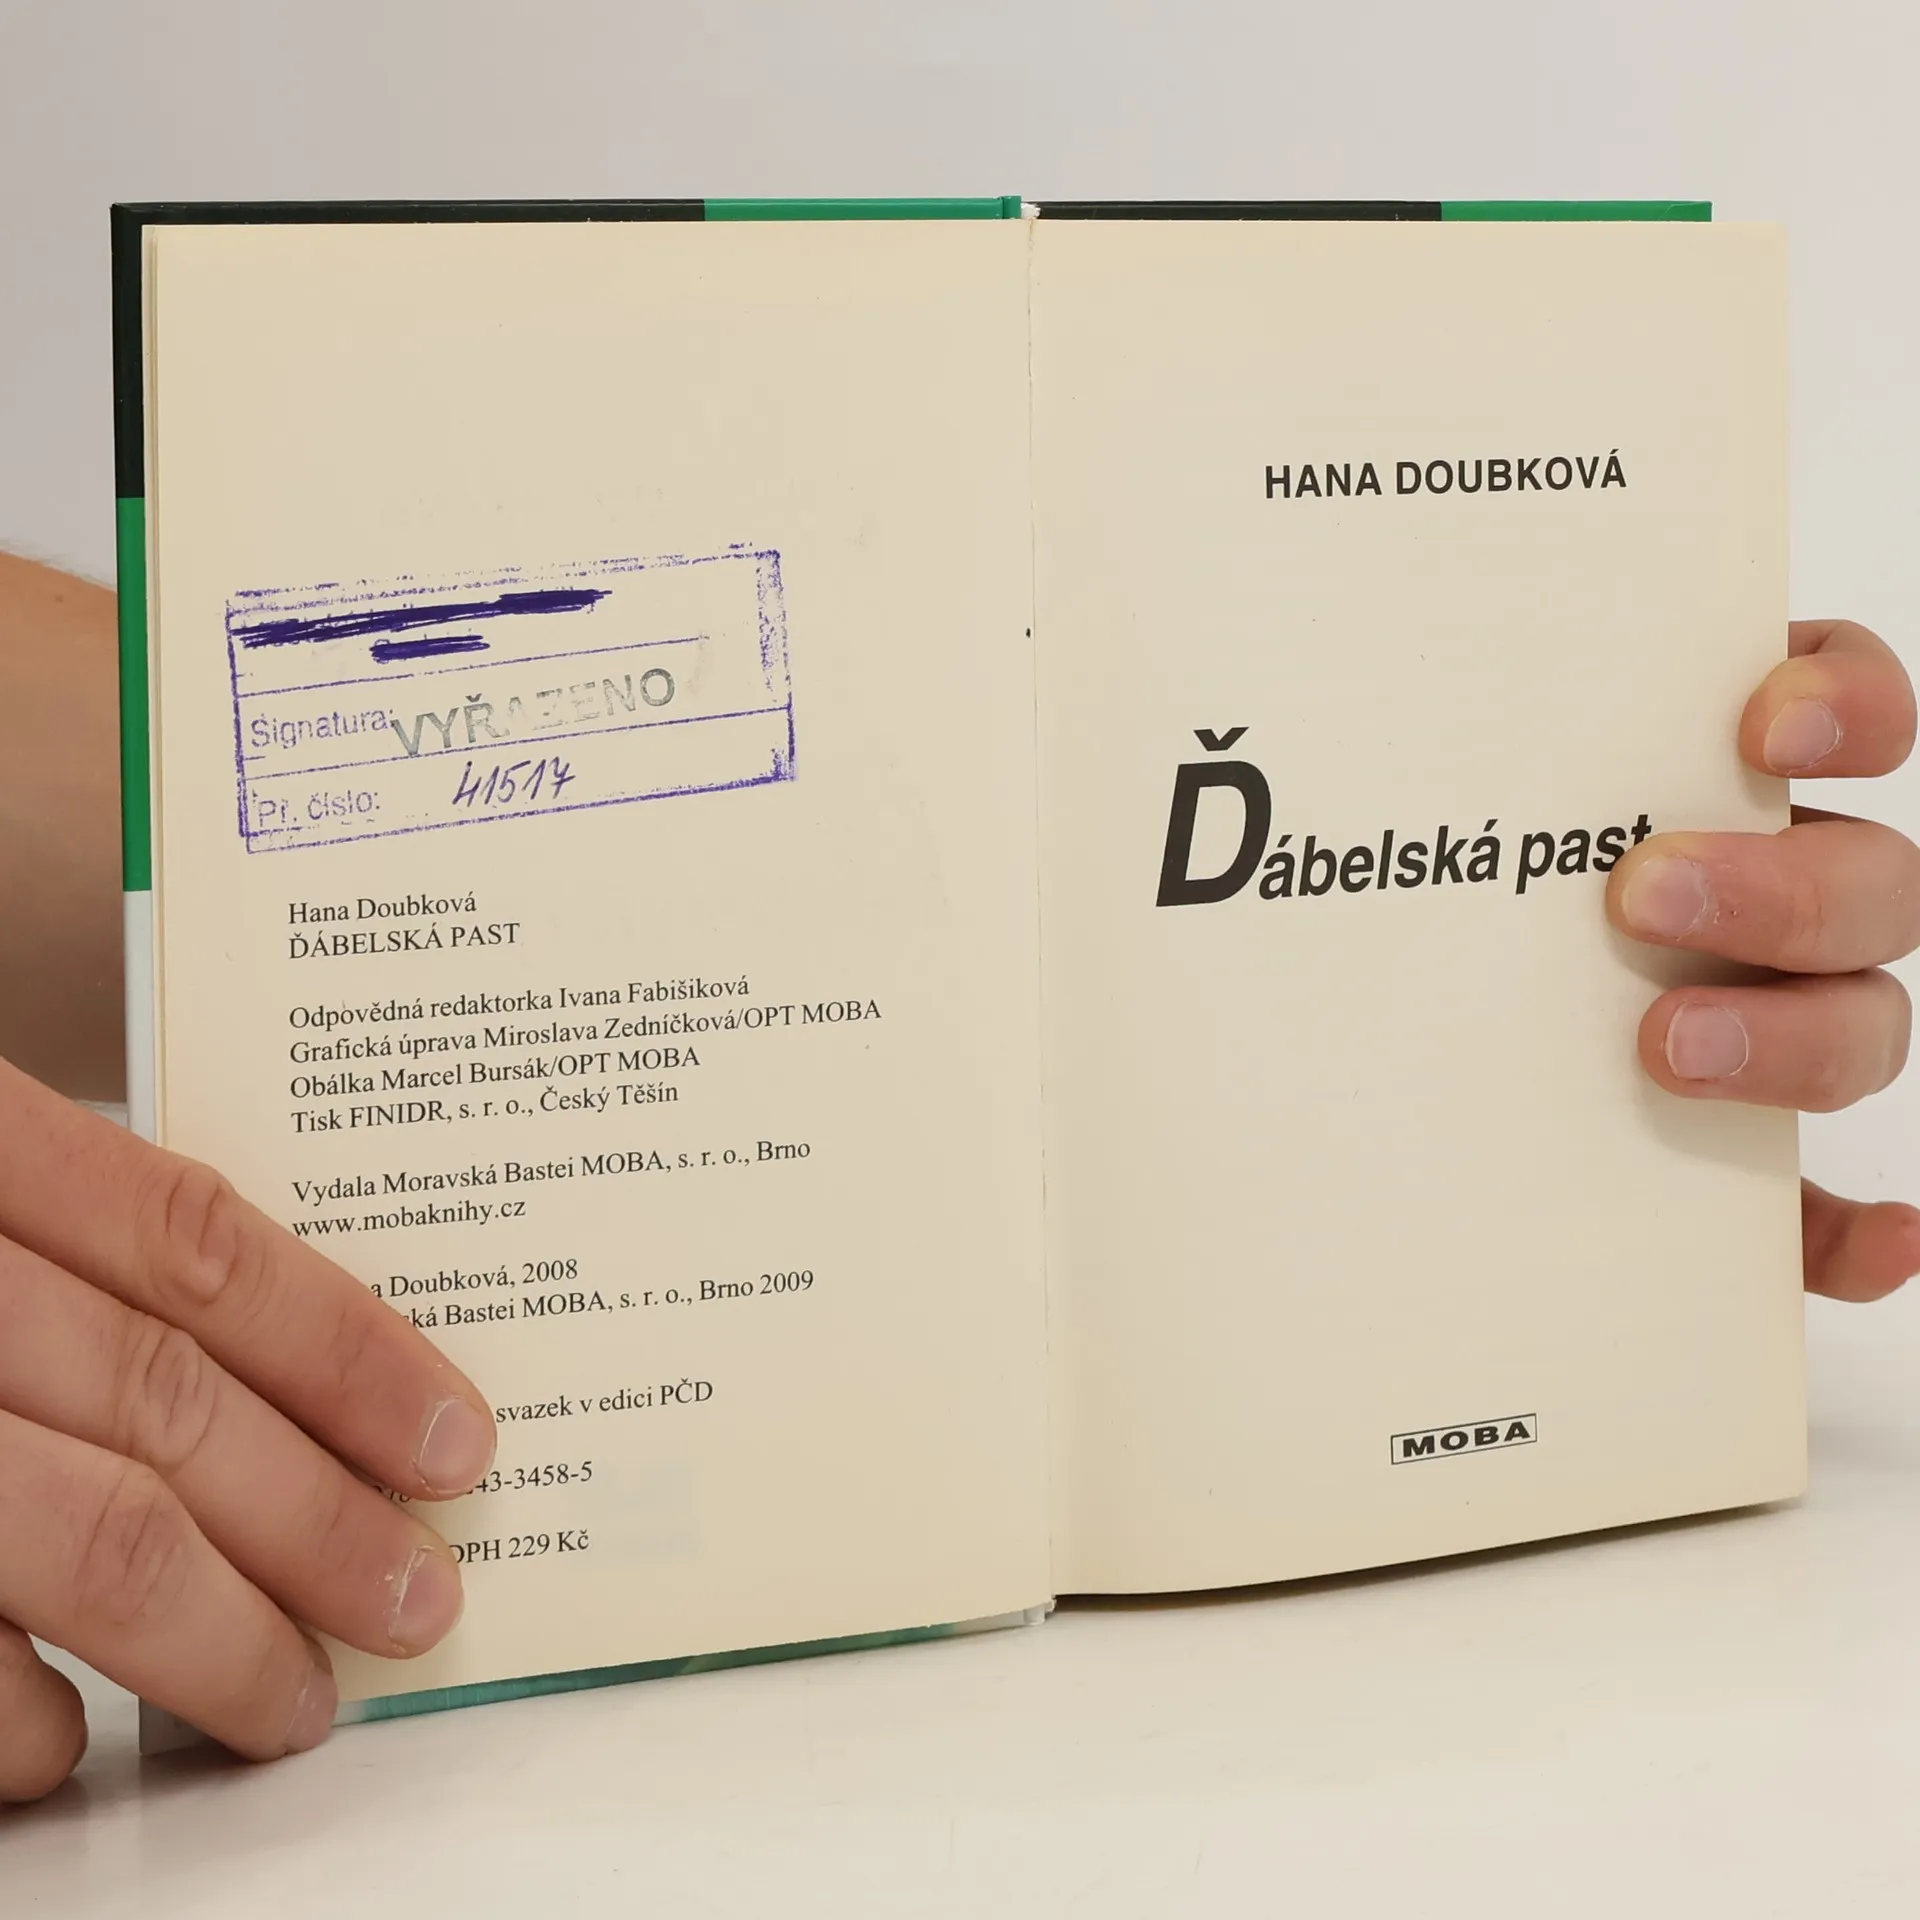 Signatura:
VYŘAZENO
Př. číslo: 41517
Hana Doubková
ĎÁBELSKÁ PAST
Odpovědná redaktorka Ivana Fabišiková
Grafická úprava Miroslava Zedníčková/OPT MOBA
Obálka Marcel Bursák/OPT MOBA
Tisk FINIDR, s. r. o., Český Těšín
Vydala Moravská Bastei MOBA, s. r. o., Brno
www.mobaknihy.cz
Doubková, 2008
Bastei MOBA, s. r. o., Brno 2009
svazek v edici PČD
43-3458-5
DPH 229 Kč
HANA DOUBKOVÁ
Ďábelská past
MOBA